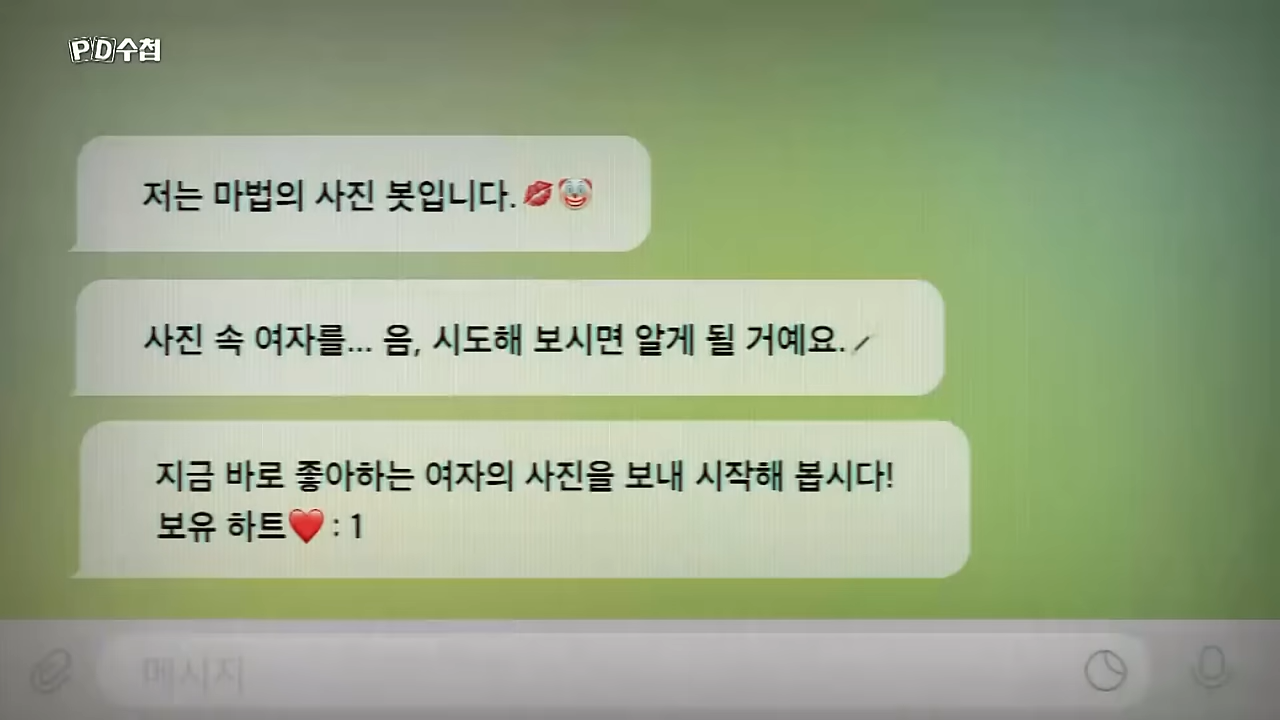 PD수첩
저는 마법의 사진 봇입니다.💋🤡
사진 속 여자를... 음, 시도해 보시면 알게 될 거예요.
지금 바로 좋아하는 여자의 사진을 보내 시작해 봅시다!
보유 하트❤️ : 1
메시지